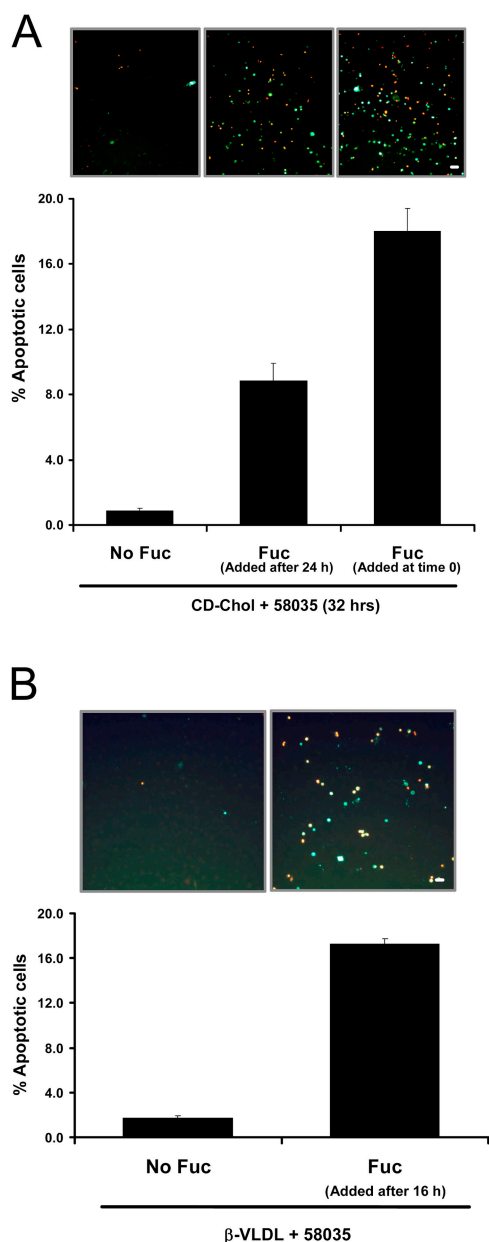 A
20.0
16.0
12.0
8.0
4.0
0.0
% Apoptotic cells
No Fuc
Fuc
(Added after 24 h)
Fuc
(Added at time 0)
CD-Chol + 58035 (32 hrs)
B
20.0
16.0
12.0
8.0
4.0
0.0
% Apoptotic cells
No Fuc
Fuc
(Added after 16 h)
β-VLDL + 58035